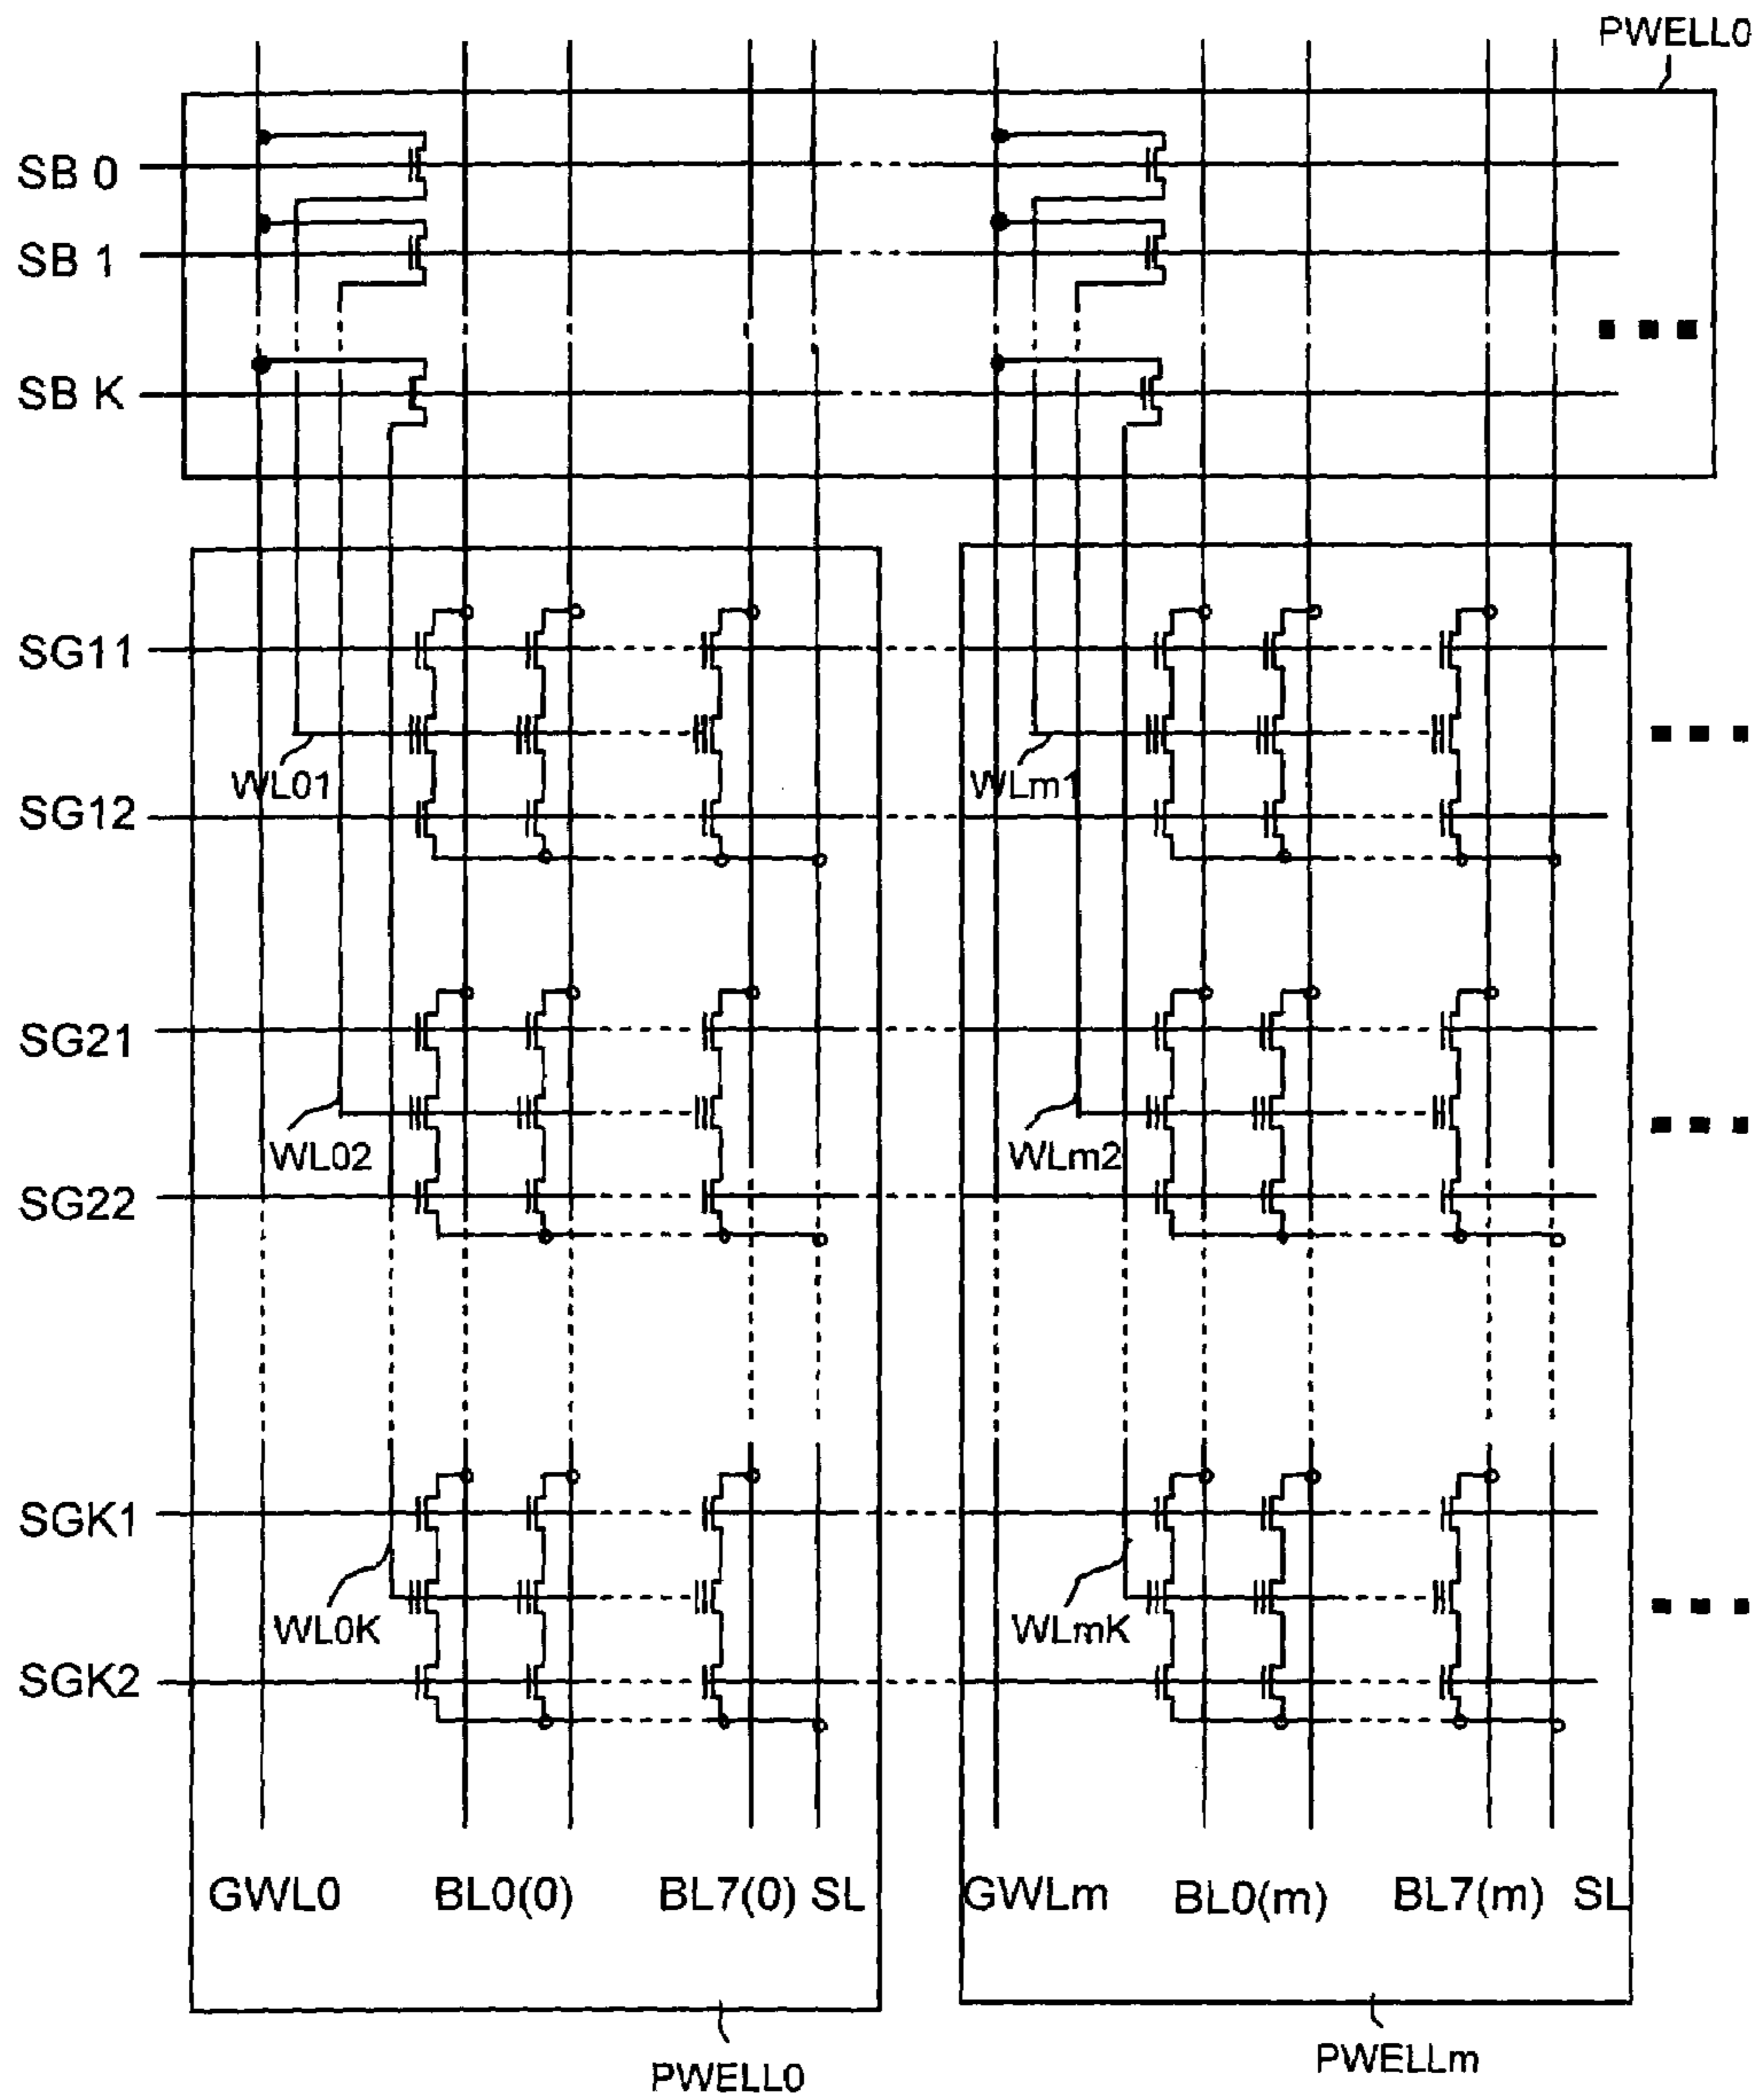 PWELL0
SB 0
SB 1
SB K
SG11
WL01
WLm1
SG12
SG21
WL02
WLm2
SG22
SGK1
WL0K
WLmK
SGK2
GWL0 BL0(0) BL7(0) SL GWLm BL0(m) BL7(m) SL
PWELL0
PWELLm